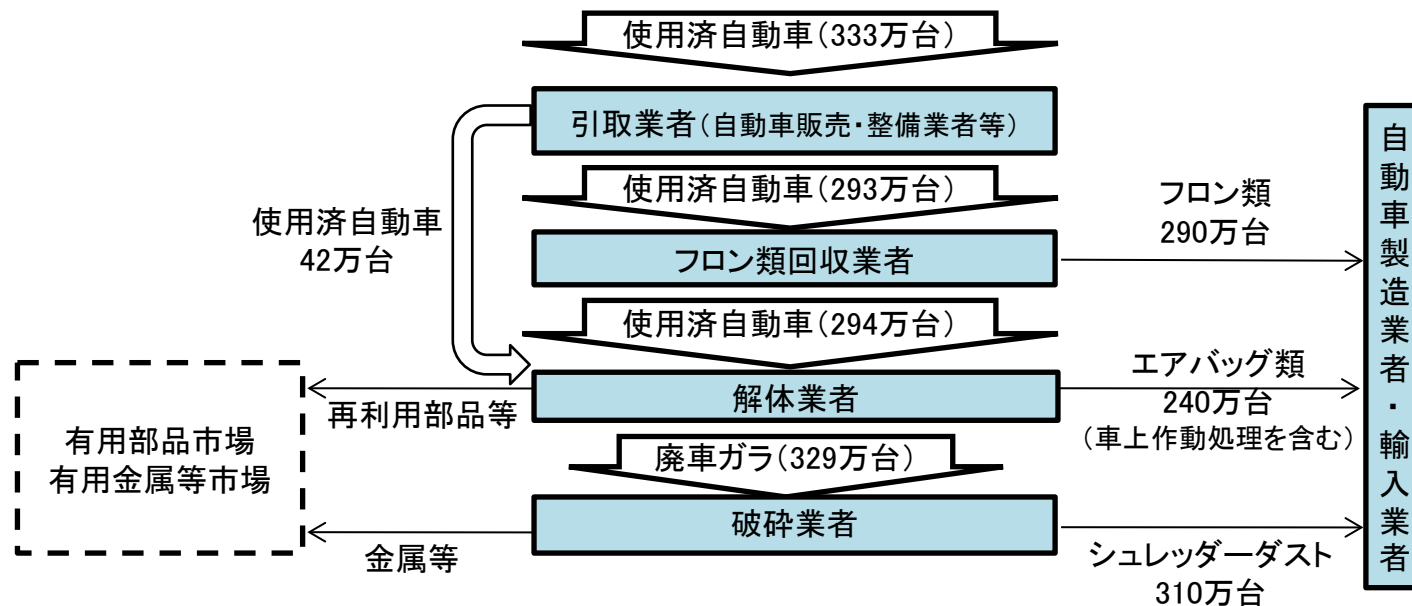 使用済自動車（333万台）
引取業者（自動車販売・整備業者等）
使用済自動車（293万台）
フロン類
290万台
使用済自動車
42万台
フロン類回収業者
使用済自動車（294万台）
エアバッグ類
240万台
（車上作動処理を含む）
解体業者
再利用部品等
有用部品市場
有用金属等市場
廃車ガラ（329万台）
破砕業者
金属等
シュレッダーダスト
310万台
自動車製造業者・輸入業者